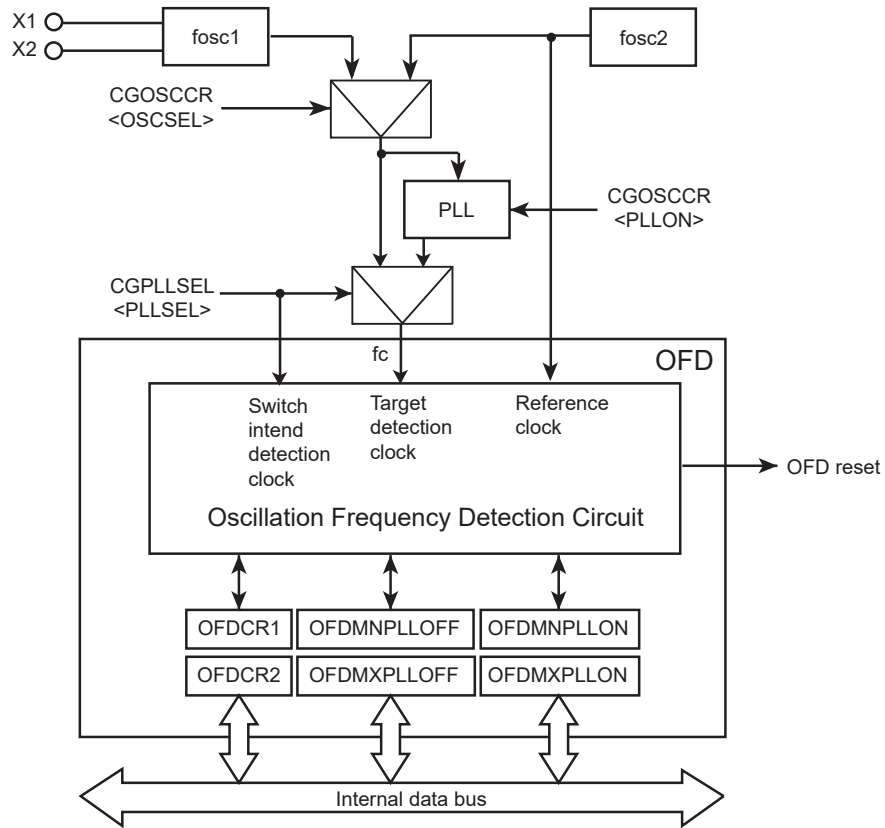 X1
X2
fosc1
fosc2
CGOSCCR
<OSCSEL>
PLL
CGOSCCR
<PLLON>
CGPLLSEL
<PLLSEL>
fc
OFD
Switch
intend
detection
clock
Target
detection
clock
Reference
clock
OFD reset
Oscillation Frequency Detection Circuit
OFDCR1
OFDMNPLLOFF
OFDMNPLLON
OFDCR2
OFDMXPLLOFF
OFDMXPLLON
Internal data bus